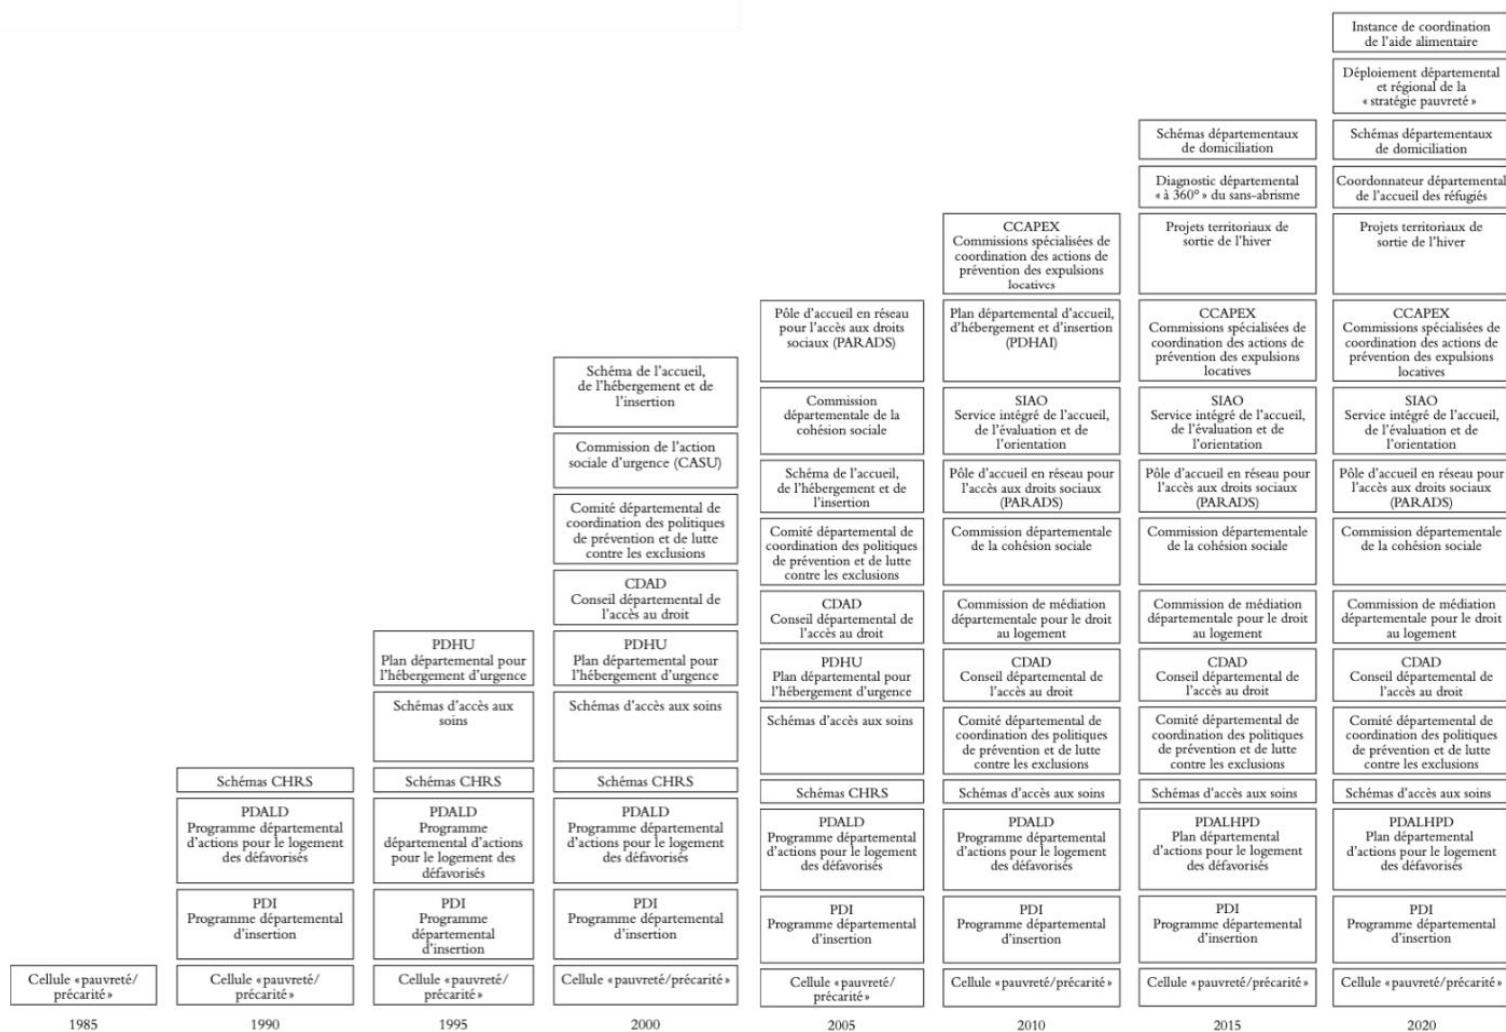 Cellule «pauvreté/
précarité»
1985
Schémas CHRS
PDALD
Programme départemental
d'actions pour le logement
des défavorisés
PDI
Programme départemental
d'insertion
Cellule «pauvreté/
précarité»
1990
PDHU
Plan départemental pour
l'hébergement d'urgence
Schémas d'accès aux
soins
Schémas CHRS
PDALD
Programme
départemental d'actions
pour le logement des
défavorisés
PDI
Programme
départemental
d'insertion
Cellule «pauvreté/
précarité»
1995
Schéma de l'accueil,
de l'hébergement et de
l'insertion
Commission de l'action
sociale d'urgence (CASU)
Comité départemental de
coordination des politiques
de prévention et de lutte
contre les exclusions
CDAD
Conseil départemental de
l'accès au droit
PDHU
Plan départemental pour
l'hébergement d'urgence
Schémas d'accès aux soins
Schémas CHRS
PDALD
Programme départemental
d'actions pour le logement
des défavorisés
PDI
Programme départemental
d'insertion
Cellule «pauvreté/précarité»
2000
Pôle d'accueil en réseau
pour l'accès aux droits
sociaux (PARADS)
Commission
départementale de la
cohésion sociale
Schéma de l'accueil,
de l'hébergement et de
l'insertion
Comité départemental de
coordination des politiques
de prévention et de lutte
contre les exclusions
CDAD
Conseil départemental de
l'accès au droit
PDHU
Plan départemental pour
l'hébergement d'urgence
Schémas d'accès aux soins
Schémas CHRS
PDALD
Programme départemental
d'actions pour le logement
des défavorisés
PDI
Programme départemental
d'insertion
Cellule «pauvreté/
précarité»
2005
CCAPEX
Commissions spécialisées de
coordination des actions de
prévention des expulsions
locatives
Plan départemental d'accueil,
d'hébergement et d'insertion
(PDHAI)
SIAO
Service intégré de l'accueil,
de l'évaluation et de
l'orientation
Pôle d'accueil en réseau pour
l'accès aux droits sociaux
(PARADS)
Commission départementale
de la cohésion sociale
Commission de médiation
départementale pour le droit
au logement
CDAD
Conseil départemental de
l'accès au droit
Comité départemental de
coordination des politiques
de prévention et de lutte
contre les exclusions
Schémas d'accès aux soins
PDALD
Programme départemental
d'actions pour le logement
des défavorisés
PDI
Programme départemental
d'insertion
Cellule «pauvreté/précarité»
2010
Schémas départementaux
de domiciliation
Diagnostic départemental
« à 360° » du sans-abrisme
Projets territoriaux de
sortie de l'hiver
CCAPEX
Commissions spécialisées de
coordination des actions de
prévention des expulsions
locatives
SIAO
Service intégré de l'accueil,
de l'évaluation et de
l'orientation
Pôle d'accueil en réseau pour
l'accès aux droits sociaux
(PARADS)
Commission départementale
de la cohésion sociale
Commission de médiation
départementale pour le droit
au logement
CDAD
Conseil départemental de
l'accès au droit
Comité départemental de
coordination des politiques
de prévention et de lutte
contre les exclusions
Schémas d'accès aux soins
PDALHPD
Plan départemental
d'actions pour le logement
des défavorisés
PDI
Programme départemental
d'insertion
Cellule «pauvreté/précarité»
2015
Instance de coordination
de l'aide alimentaire
Déploiement départemental
et régional de la
« stratégie pauvreté »
Schémas départementaux
de domiciliation
Coordonnateur départemental
de l'accueil des réfugiés
Projets territoriaux de
sortie de l'hiver
CCAPEX
Commissions spécialisées de
coordination des actions de
prévention des expulsions
locatives
SIAO
Service intégré de l'accueil,
de l'évaluation et de
l'orientation
Pôle d'accueil en réseau pour
l'accès aux droits sociaux
(PARADS)
Commission départementale
de la cohésion sociale
Commission de médiation
départementale pour le droit
au logement
CDAD
Conseil départemental de
l'accès au droit
Comité départemental de
coordination des politiques
de prévention et de lutte
contre les exclusions
Schémas d'accès aux soins
PDALHPD
Plan départemental
d'actions pour le logement
des défavorisés
PDI
Programme départemental
d'insertion
Cellule «pauvreté/précarité»
2020